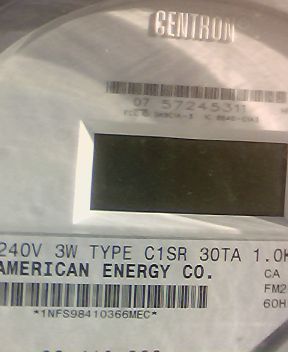 CENTRON
07 57245311
240V 3W TYPE C1SR 30TA 1.0K
AMERICAN ENERGY CO.
CA
FM2
60H
*1NFS98410366MEC*